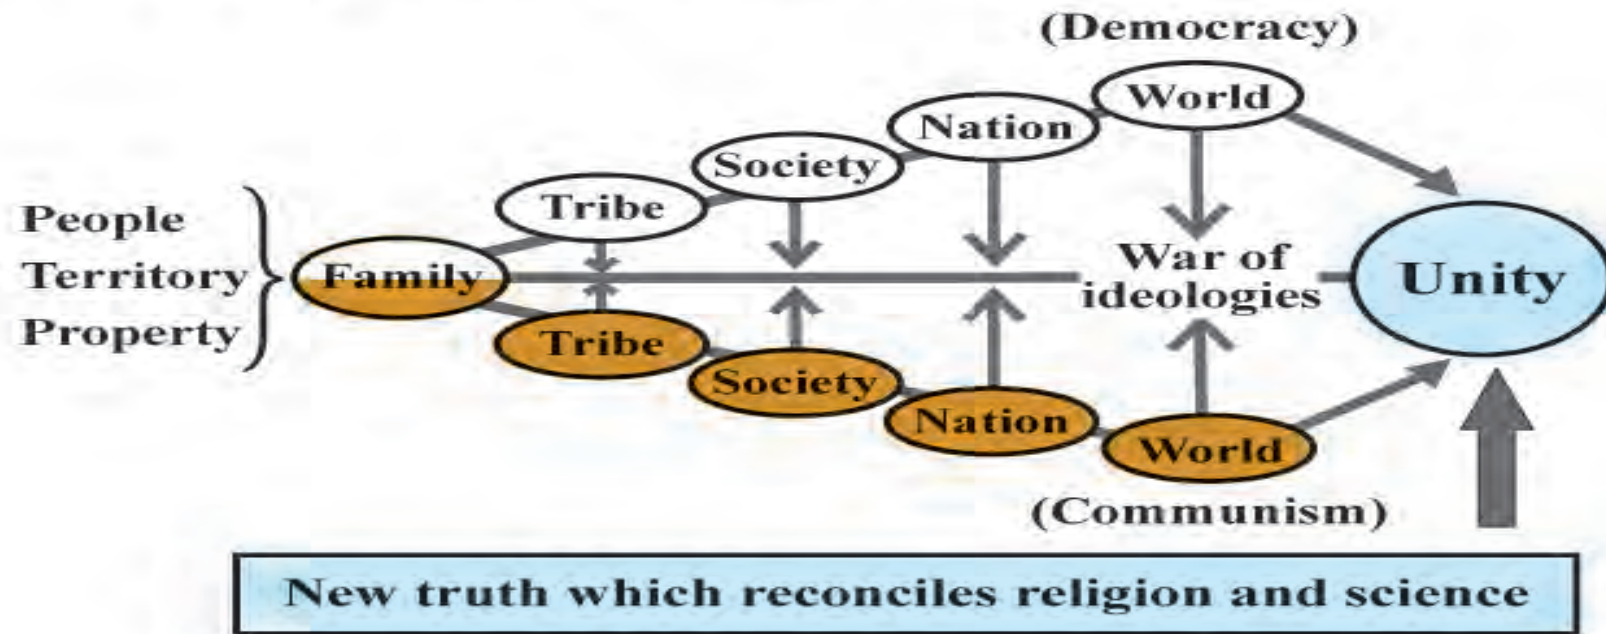 (Democracy)
World
Nation
Society
Tribe
People
Territory
Property
Family
War of
ideologies
Unity
Tribe
Society
Nation
World
(Communism)
New truth which reconciles religion and science